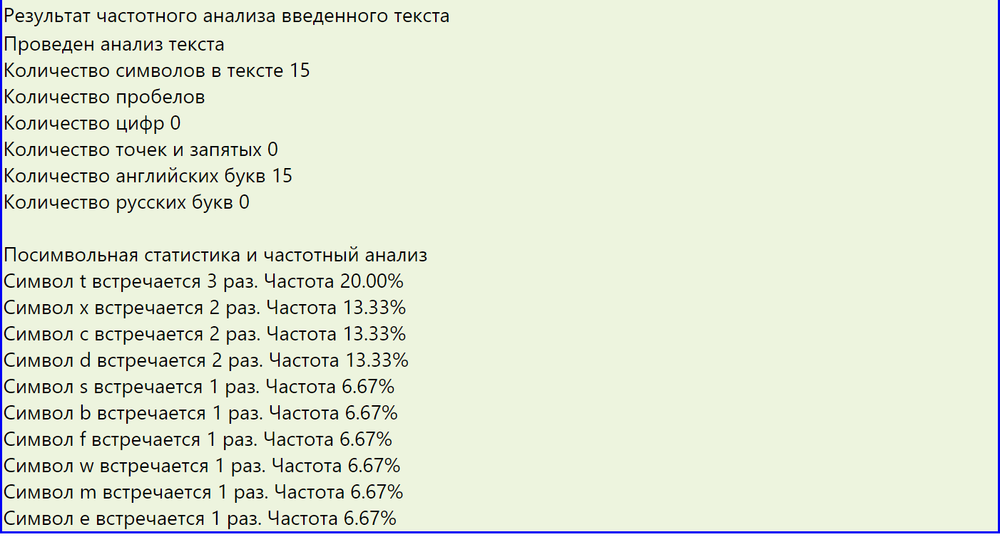 Результат частотного анализа введенного текста
Проведен анализ текста
Количество символов в тексте 15
Количество пробелов
Количество цифр 0
Количество точек и запятых 0
Количество английских букв 15
Количество русских букв 0
Посимвольная статистика и частотный анализ
Символ t встречается 3 раз. Частота 20.00%
Символ x встречается 2 раз. Частота 13.33%
Символ c встречается 2 раз. Частота 13.33%
Символ d встречается 2 раз. Частота 13.33%
Символ s встречается 1 раз. Частота 6.67%
Символ b встречается 1 раз. Частота 6.67%
Символ f встречается 1 раз. Частота 6.67%
Символ w встречается 1 раз. Частота 6.67%
Символ m встречается 1 раз. Частота 6.67%
Символ e встречается 1 раз. Частота 6.67%